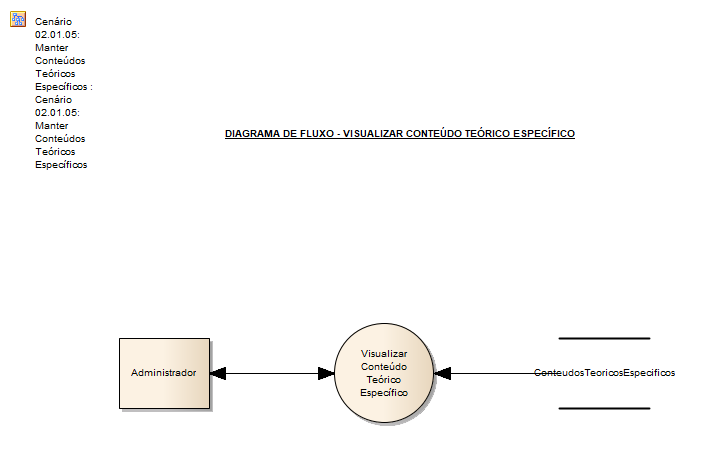 Cenário
02.01.05:
Manter
Conteúdos
Teóricos
Específicos :
Cenário
02.01.05:
Manter
Conteúdos
Teóricos
Específicos
DIAGRAMA DE FLUXO - VISUALIZAR CONTEÚDO TEÓRICO ESPECÍFICO
Administrador
Visualizar
Conteúdo
Teórico
Específico
ConteudosTeoricosEspecificos